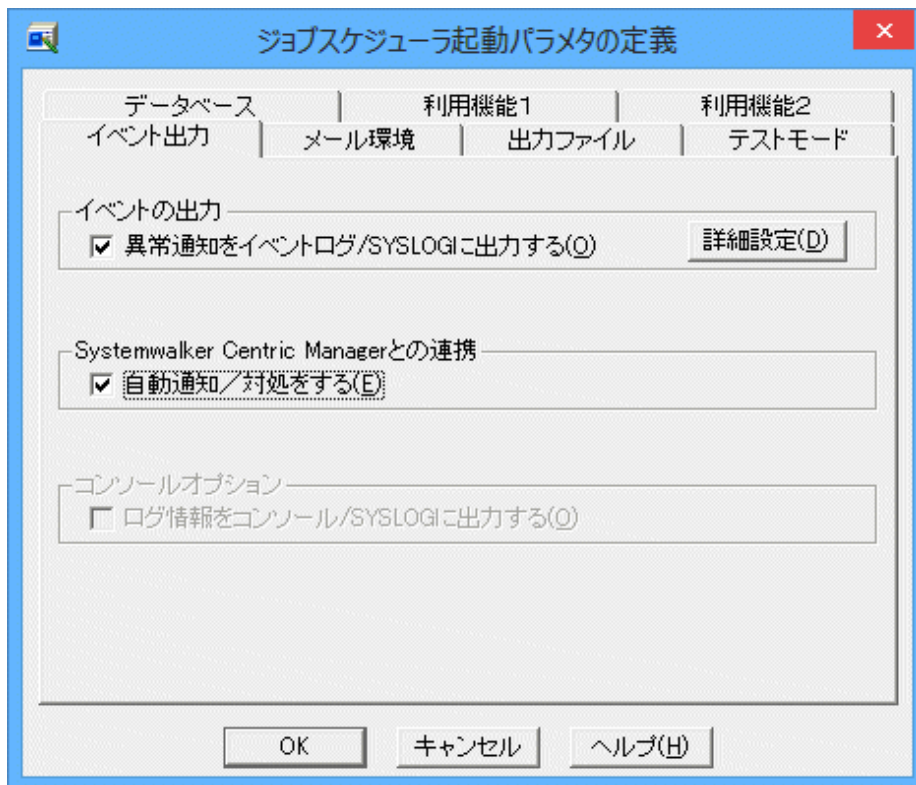 ジョブスケジューラ起動パラメタの定義
データベース 利用機能1 利用機能2
イベント出力 メール環境 出力ファイル テストモード
イベントの出力
異常通知をイベントログ/SYSLOGに出力する(O) 詳細設定(D)
Systemwalker Centric Managerとの連携
自動通知／対処をする(E)
コンソールオプション
ログ情報をコンソール/SYSLOGに出力する(O)
OK キャンセル ヘルプ(H)